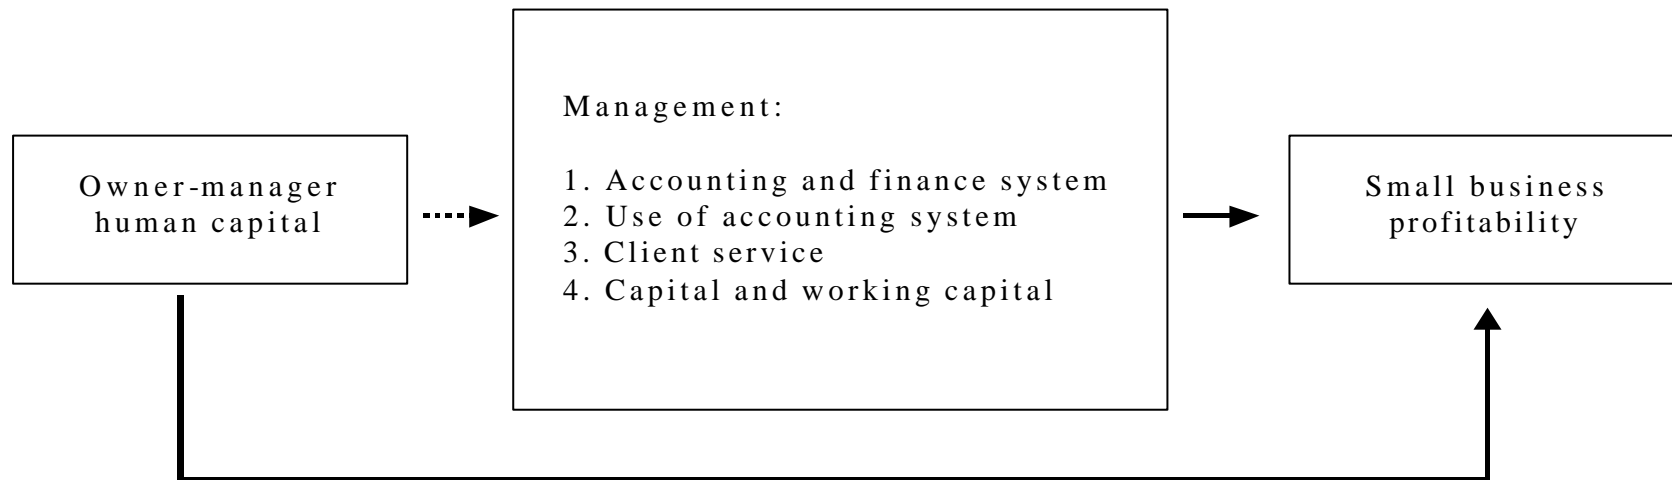 Owner-manager
human capital
Management:
1. Accounting and finance system
2. Use of accounting system
3. Client service
4. Capital and working capital
Small business
profitability